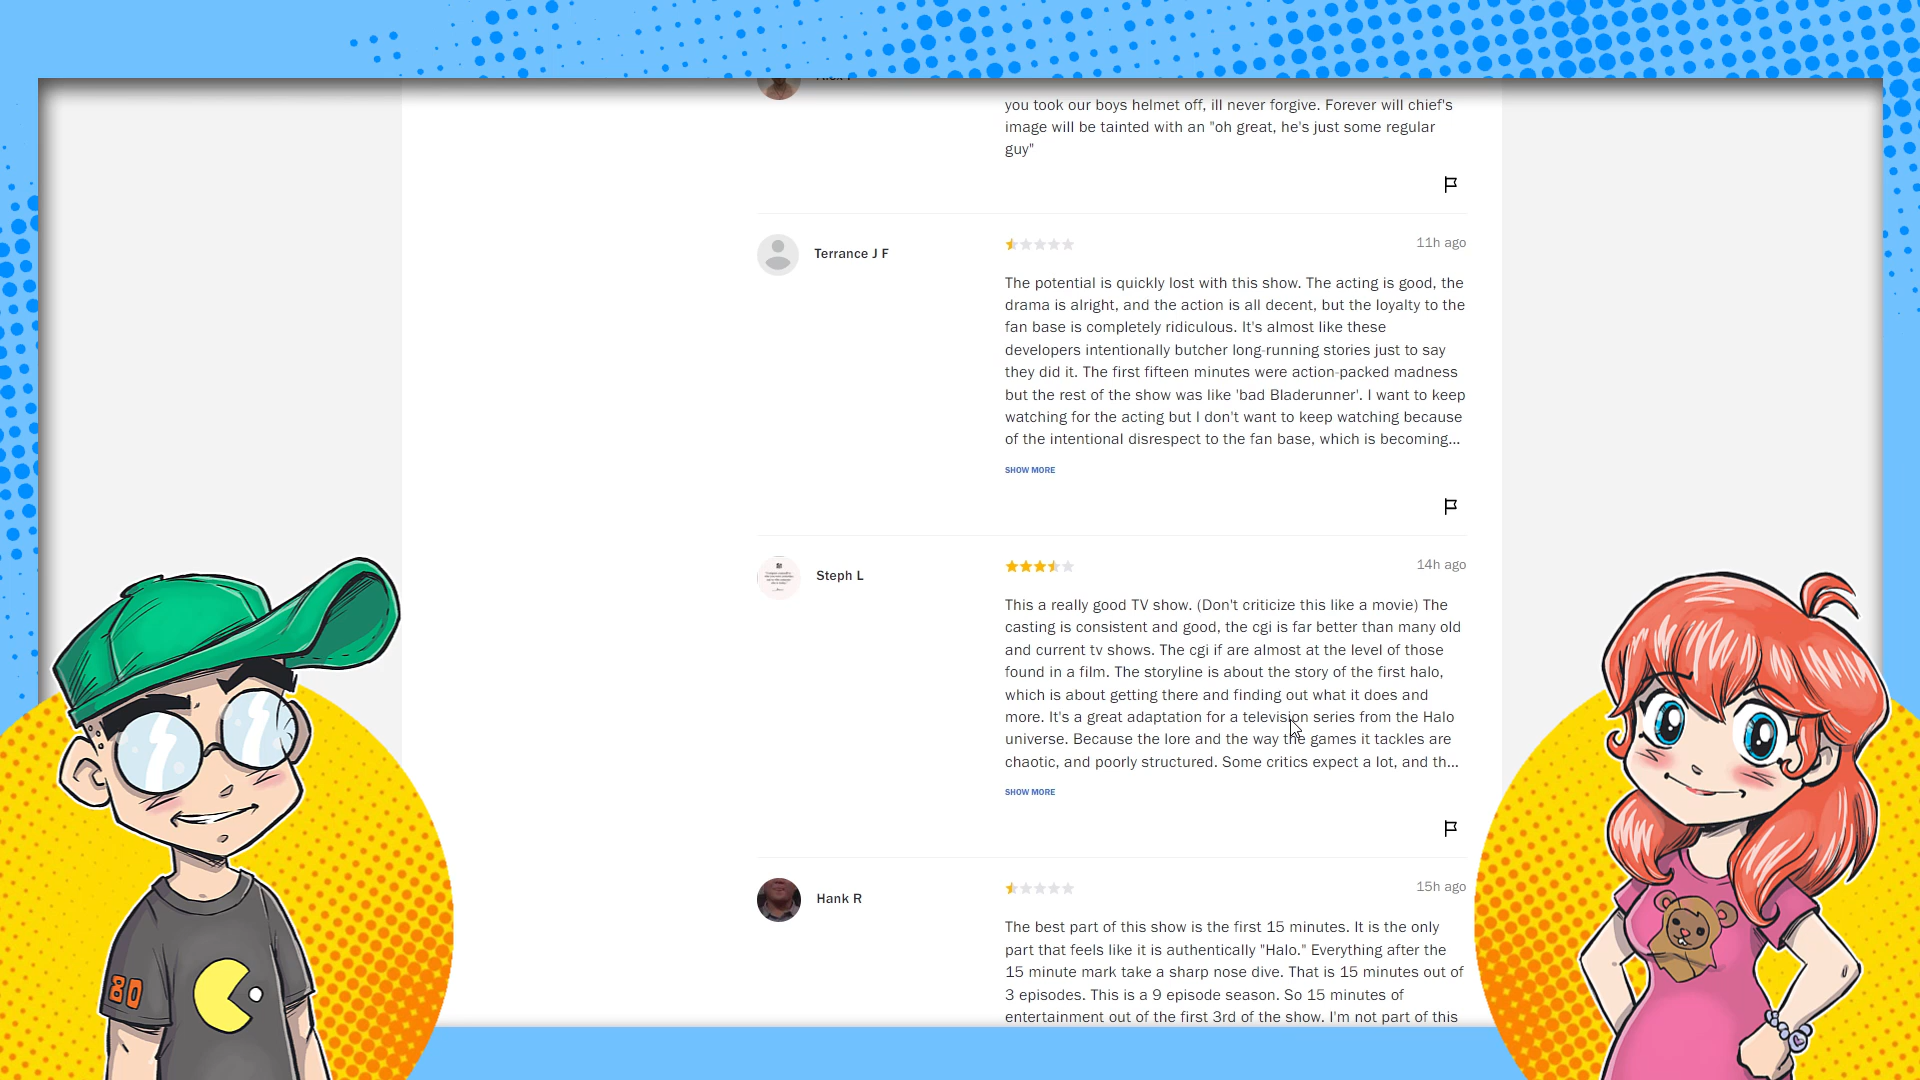 you took our boys helmet off, ill never forgive. Forever will chief's
image will be tainted with an "oh great, he's just some regular
guy"
Terrance J F
11h ago
The potential is quickly lost with this show. The acting is good, the
drama is alright, and the action is all decent, but the loyalty to the
fan base is completely ridiculous. It's almost like these
developers intentionally butcher long-running stories just to say
they did it. The first fifteen minutes were action-packed madness
but the rest of the show was like 'bad Bladerunner'. I want to keep
watching for the acting but I don't want to keep watching because
of the intentional disrespect to the fan base, which is becoming...
SHOW MORE
Steph L
14h ago
This a really good TV show. (Don't criticize this like a movie) The
casting is consistent and good, the cgi is far better than many old
and current tv shows. The cgi if are almost at the level of those
found in a film. The storyline is about the story of the first halo,
which is about getting there and finding out what it does and
more. It's a great adaptation for a television series from the Halo
universe. Because the lore and the way the games it tackles are
chaotic, and poorly structured. Some critics expect a lot, and th...
SHOW MORE
Hank R
15h ago
The best part of this show is the first 15 minutes. It is the only
part that feels like it is authentically "Halo." Everything after the
15 minute mark take a sharp nose dive. That is 15 minutes out of
3 episodes. This is a 9 episode season. So 15 minutes of
entertainment out of the first 3rd of the show. I'm not part of this
80